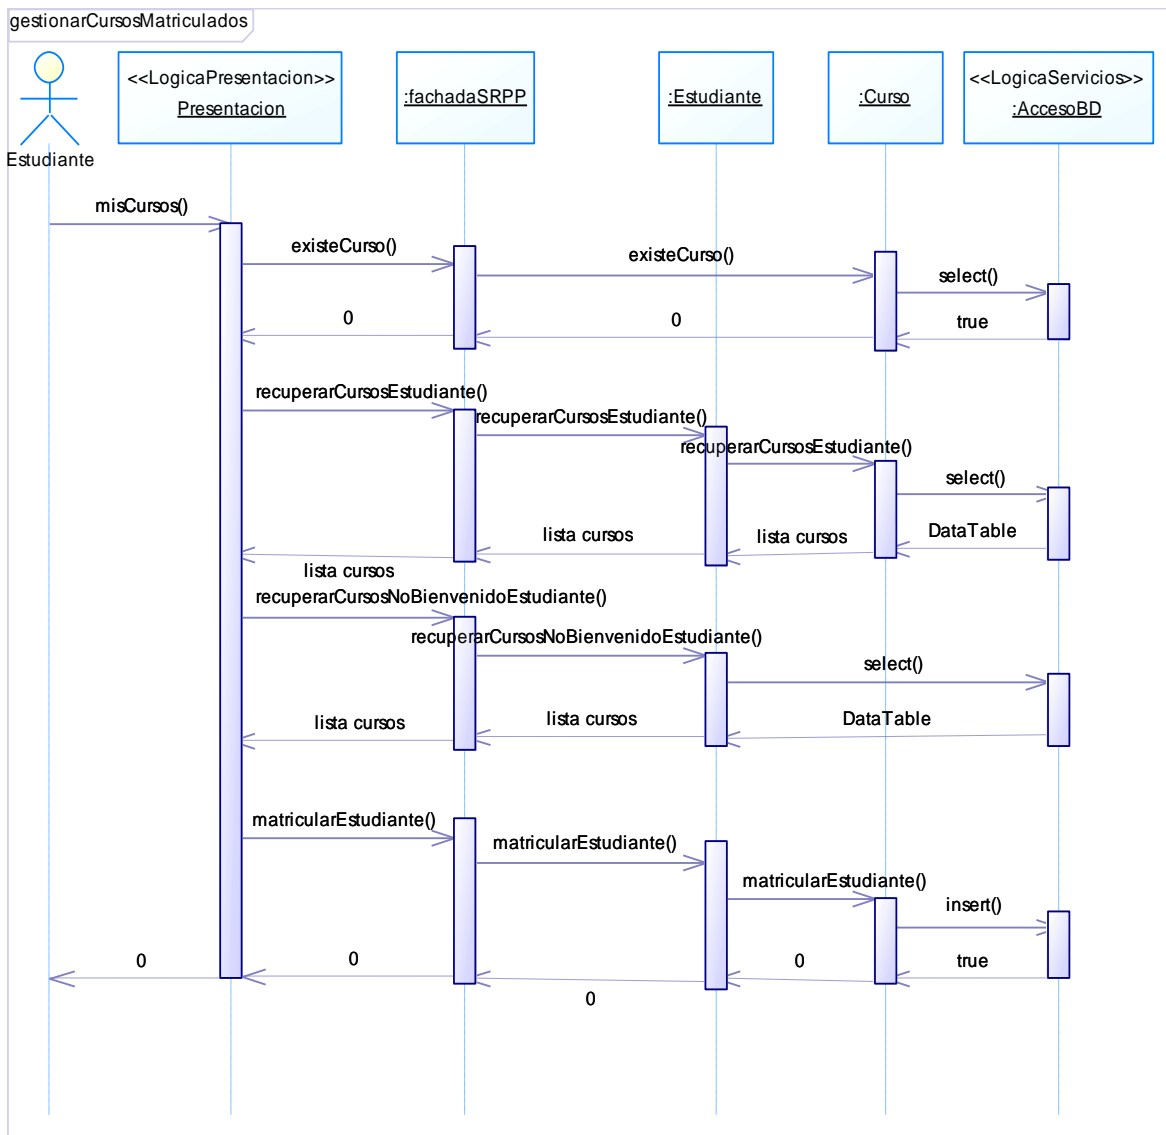 gestionarCursosMatriculados
<<LogicaPresentacion>>
Presentacion
:fachadaSRPP
:Estudiante
:Curso
<<LogicaServicios>>
:AccesoBD
Estudiante
misCursos()
existeCurso()
existeCurso()
select()
0
0
true
recuperarCursosEstudiante()
recuperarCursosEstudiante()
recuperarCursosEstudiante()
select()
DataTable
lista cursos
lista cursos
lista cursos
recuperarCursosNoBienvenidoEstudiante()
recuperarCursosNoBienvenidoEstudiante()
select()
DataTable
lista cursos
lista cursos
matricularEstudiante()
matricularEstudiante()
matricularEstudiante()
insert()
true
0
0
0
0